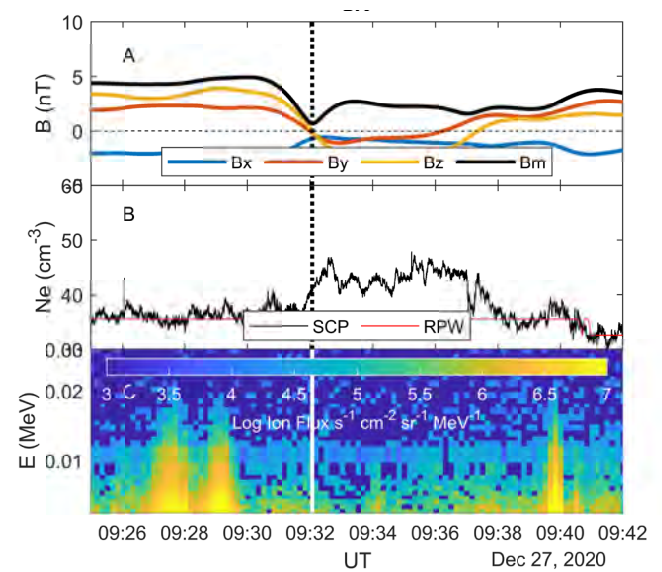 10
A
5
B (nT)
0
Bx By Bz Bm
60
B
50
Ne (cm-3)
40
SCP RPW
0.03
3 C 3.5 4 4.5 5 5.5 6 6.5 7
0.02
Log Ion Flux s-1 cm-2 sr-1 MeV-1
E (MeV)
0.01
09:26 09:28 09:30 09:32 09:34 09:36 09:38 09:40 09:42
UT
Dec 27, 2020